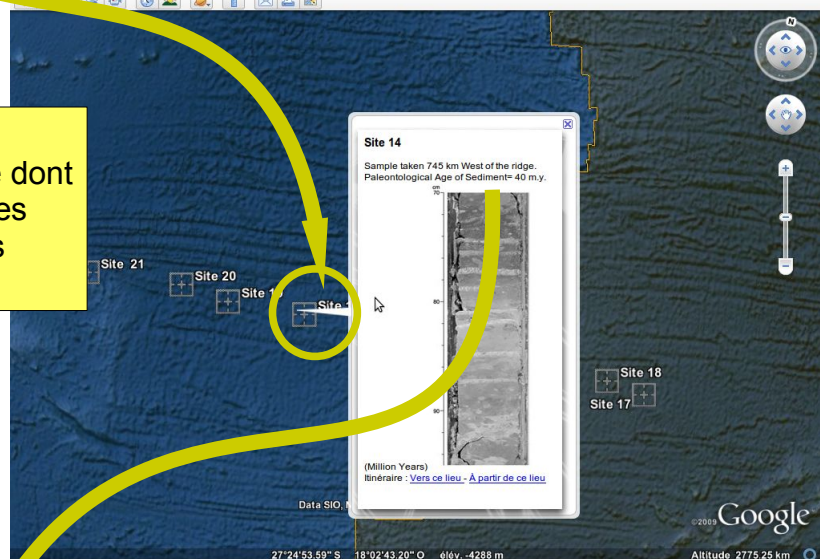 dont
es
s
Site 14
Sample taken 745 km West of the ridge.
Paleontological Age of Sediment= 40 m.y.
cm
70
80
90
(Million Years)
Itinéraire : Vers ce lieu - À partir de ce lieu
Site 21
Site 20
Site
Site
Site 18
Site 17
N
Data SIO,
©2009 Google
27°24'53.59" S 18°02'43.20" O élév. -4288 m
Altitude 2775.25 km